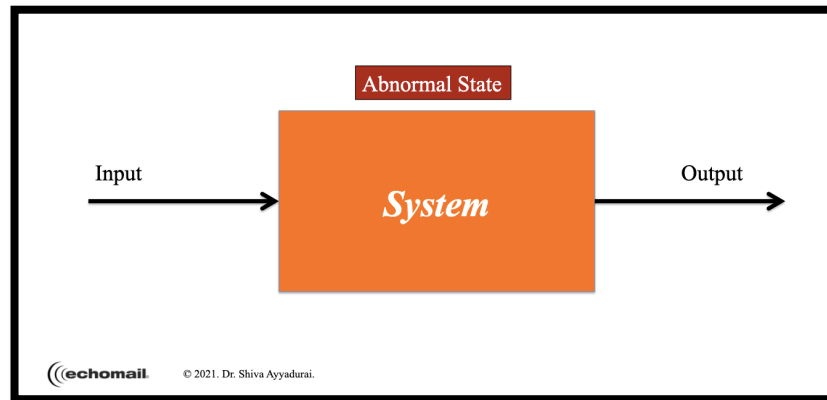 Abnormal State
Input
System
Output
echomail
© 2021. Dr. Shiva Ayyadurai.